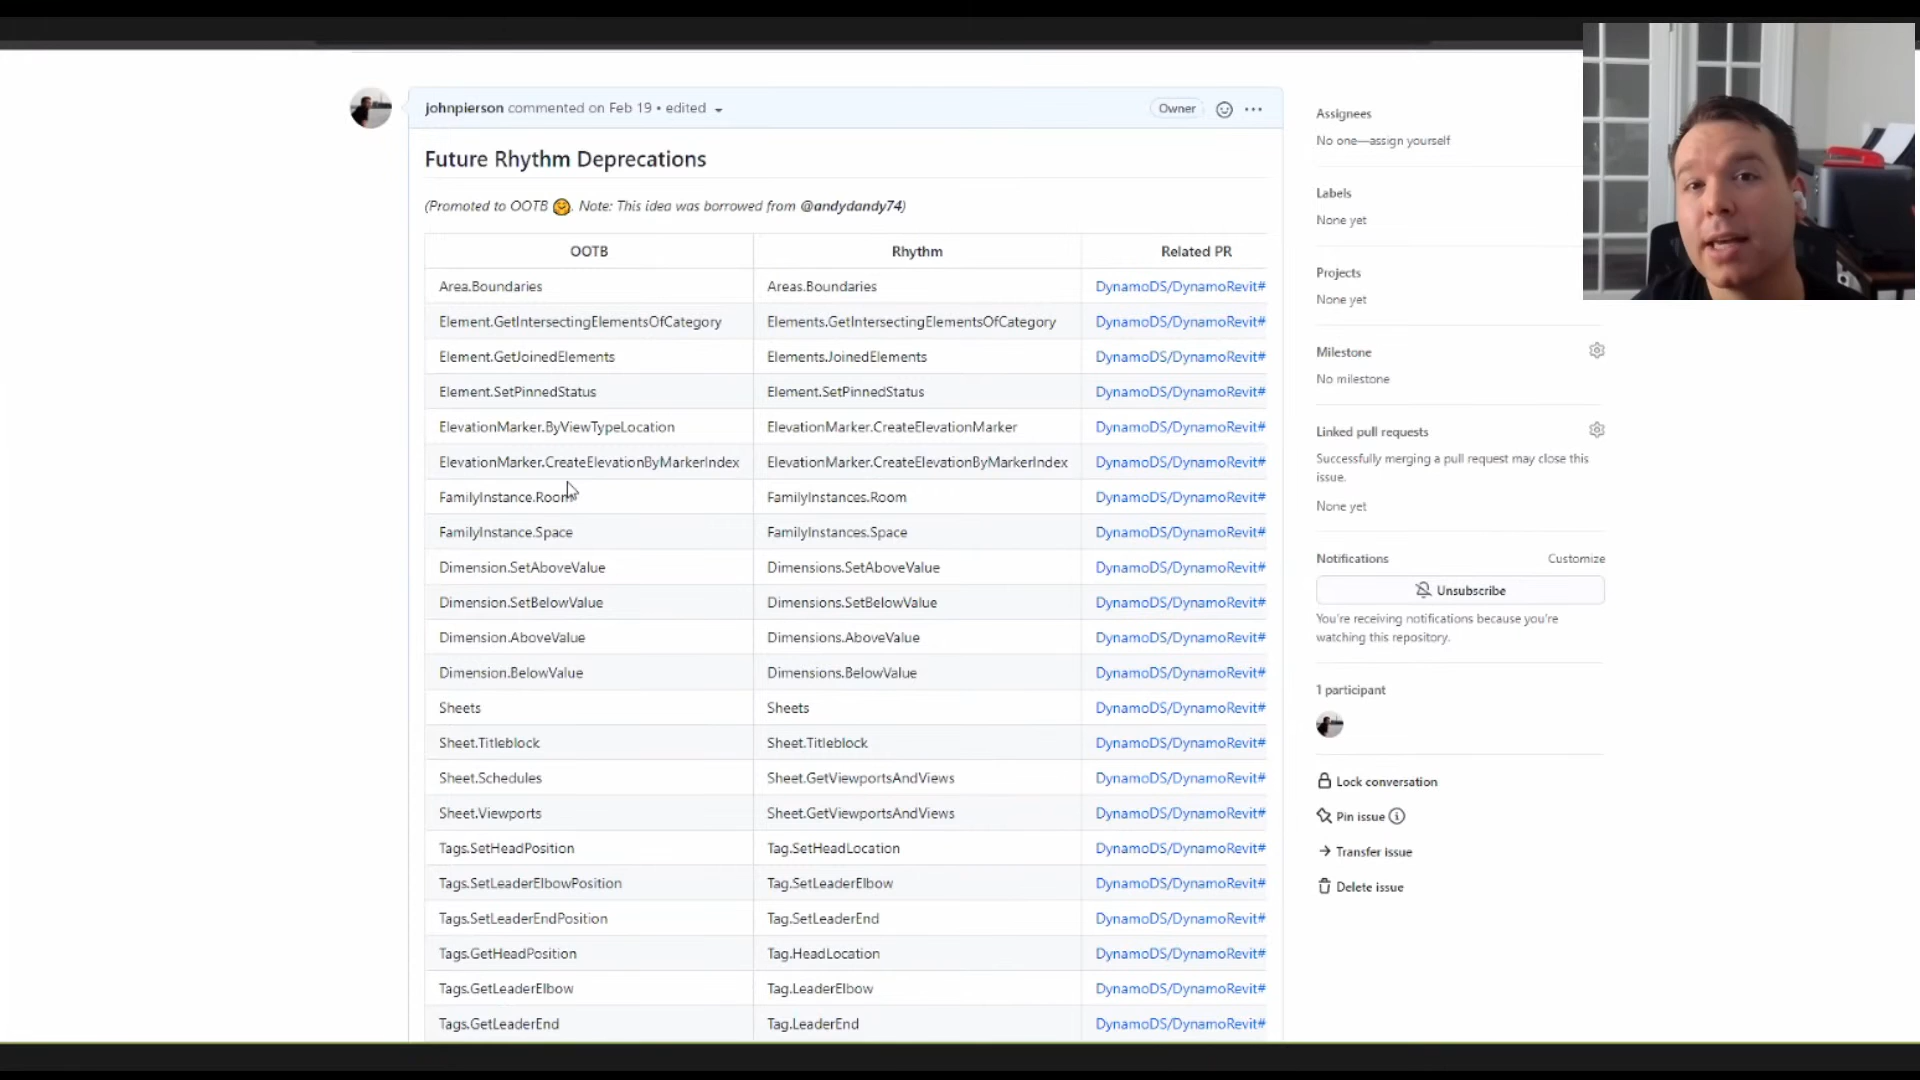 johnpierson commented on Feb 19 • edited
Owner
Future Rhythm Deprecations
(Promoted to OOTB 🤗. Note: This idea was borrowed from @andydandy74)
OOTB Rhythm Related PR
Area.Boundaries Areas.Boundaries DynamoDS/DynamoRevit#
Element.GetIntersectingElementsOfCategory Elements.GetIntersectingElementsOfCategory DynamoDS/DynamoRevit#
Element.GetJoinedElements Elements.JoinedElements DynamoDS/DynamoRevit#
Element.SetPinnedStatus Element.SetPinnedStatus DynamoDS/DynamoRevit#
ElevationMarker.ByViewTypeLocation ElevationMarker.CreateElevationMarker DynamoDS/DynamoRevit#
ElevationMarker.CreateElevationByMarkerIndex ElevationMarker.CreateElevationByMarkerIndex DynamoDS/DynamoRevit#
FamilyInstance.Room FamilyInstances.Room DynamoDS/DynamoRevit#
FamilyInstance.Space FamilyInstances.Space DynamoDS/DynamoRevit#
Dimension.SetAboveValue Dimensions.SetAboveValue DynamoDS/DynamoRevit#
Dimension.SetBelowValue Dimensions.SetBelowValue DynamoDS/DynamoRevit#
Dimension.AboveValue Dimensions.AboveValue DynamoDS/DynamoRevit#
Dimension.BelowValue Dimensions.BelowValue DynamoDS/DynamoRevit#
Sheets Sheets DynamoDS/DynamoRevit#
Sheet.Titleblock Sheet.Titleblock DynamoDS/DynamoRevit#
Sheet.Schedules Sheet.GetViewportsAndViews DynamoDS/DynamoRevit#
Sheet.Viewports Sheet.GetViewportsAndViews DynamoDS/DynamoRevit#
Tags.SetHeadPosition Tag.SetHeadLocation DynamoDS/DynamoRevit#
Tags.SetLeaderElbowPosition Tag.SetLeaderElbow DynamoDS/DynamoRevit#
Tags.SetLeaderEndPosition Tag.SetLeaderEnd DynamoDS/DynamoRevit#
Tags.GetHeadPosition Tag.HeadLocation DynamoDS/DynamoRevit#
Tags.GetLeaderElbow Tag.LeaderElbow DynamoDS/DynamoRevit#
Tags.GetLeaderEnd Tag.LeaderEnd DynamoDS/DynamoRevit#
Assignees
No one—assign yourself
Labels
None yet
Projects
None yet
Milestone
No milestone
Linked pull requests
Successfully merging a pull request may close this
issue.
None yet
Notifications Customize
Unsubscribe
You're receiving notifications because you're
watching this repository.
1 participant
Lock conversation
Pin issue
Transfer issue
Delete issue